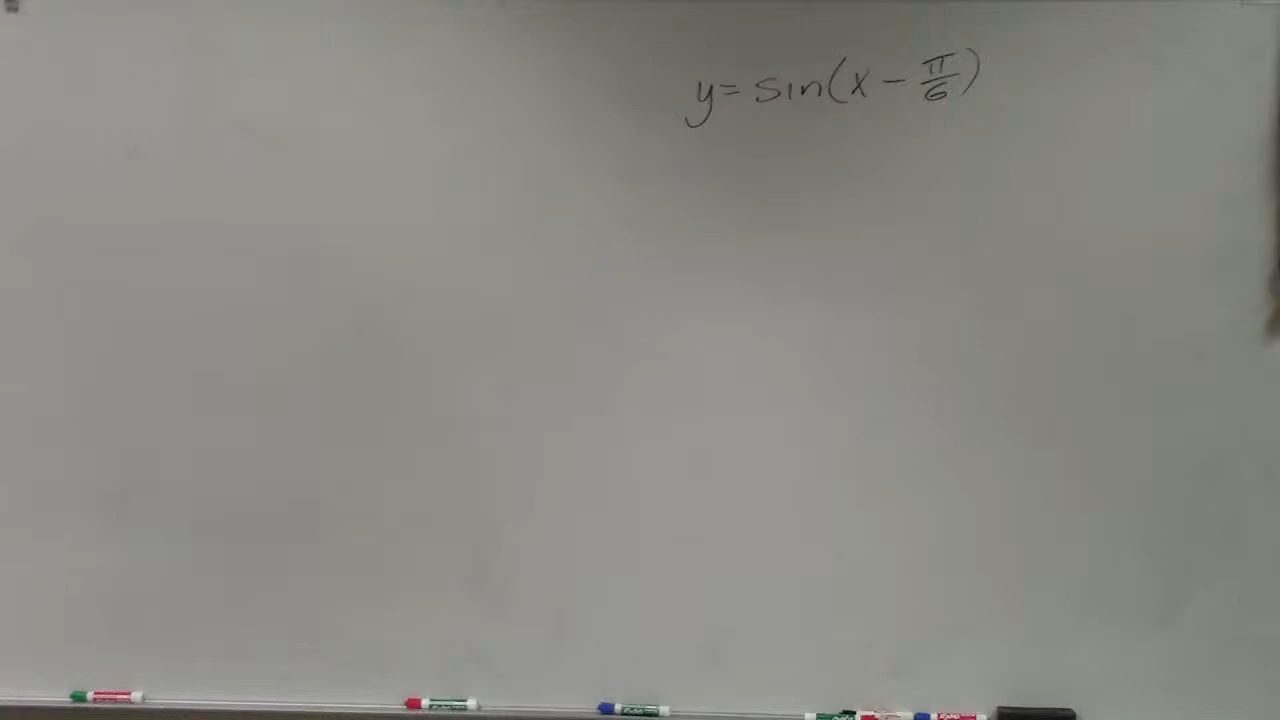 y = sin(x - π/6)